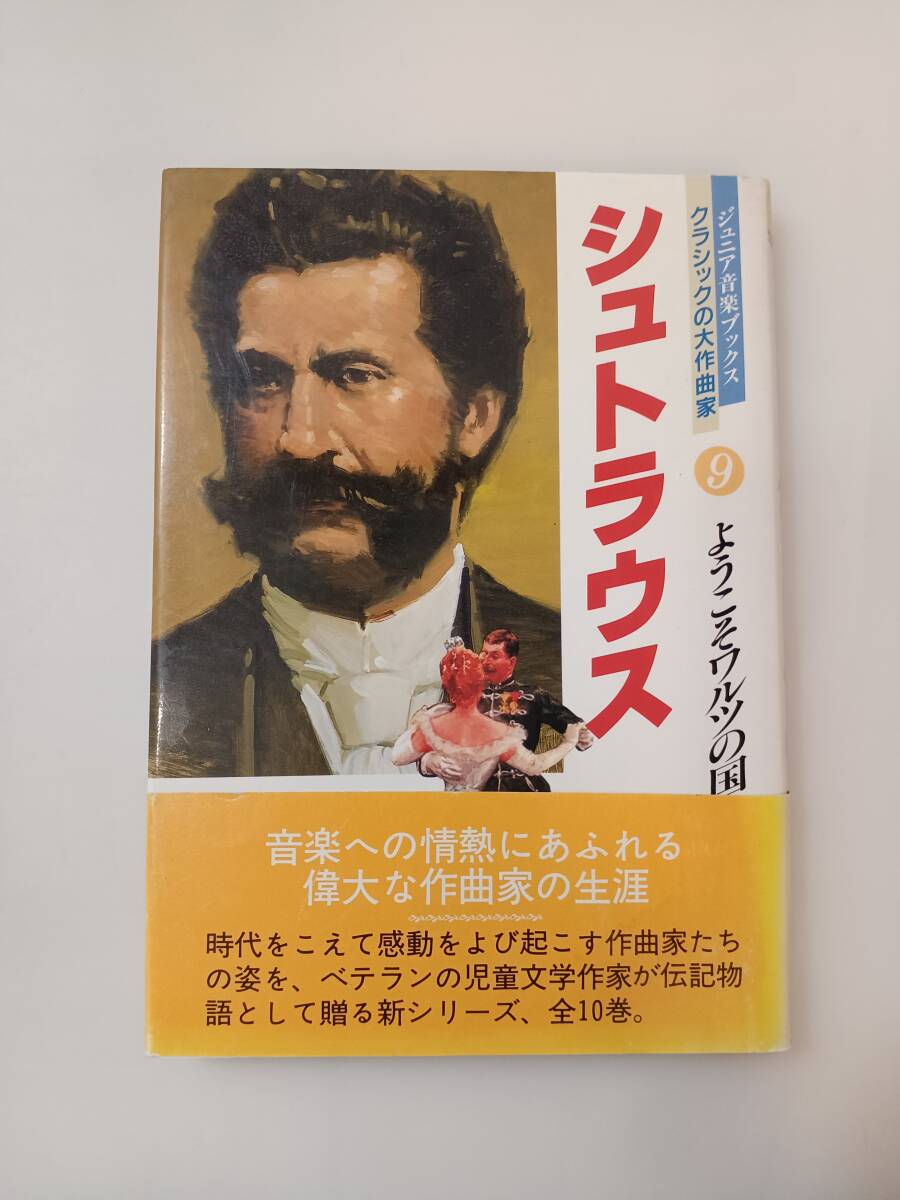 ジュニア音楽ブックス
クラシックの大作曲家
9
シュトラウス
ようこそワルツの国
音楽への情熱にあふれる
偉大な作曲家の生涯
時代をこえて感動をよび起こす作曲家たち
の姿を、ベテランの児童文学作家が伝記物
語として贈る新シリーズ、全10巻。